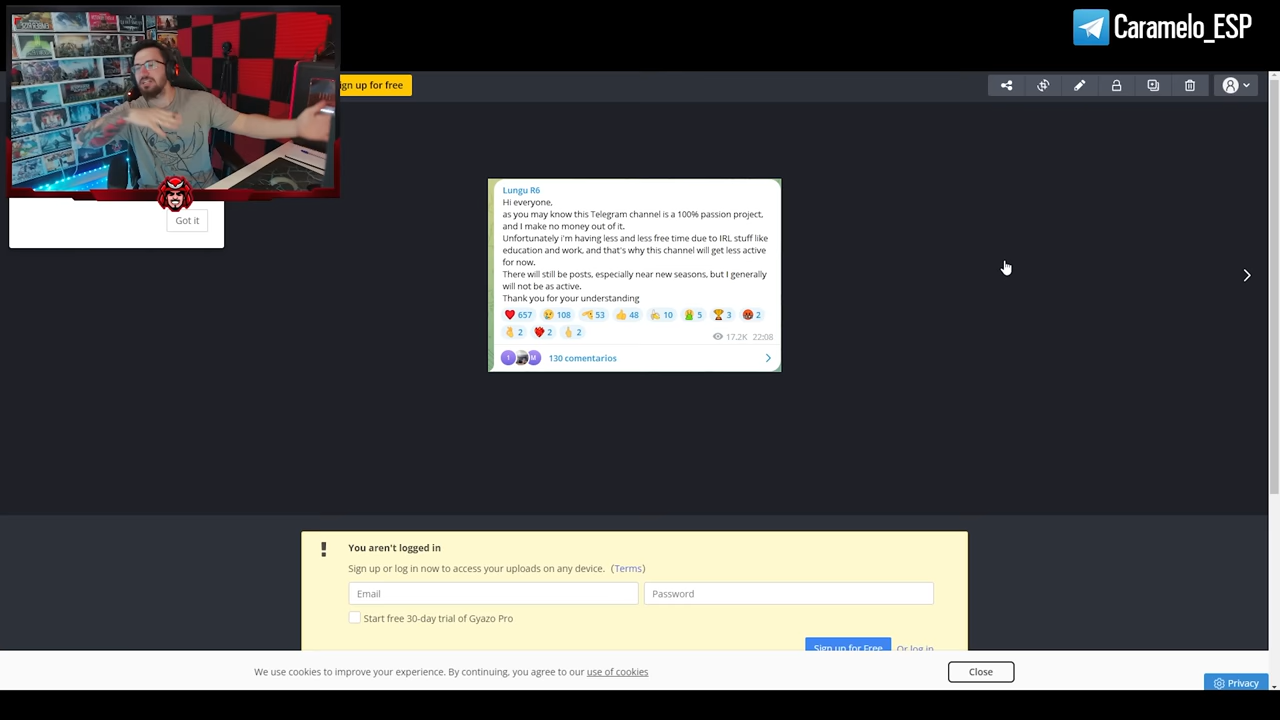 Caramelo_ESP
ign up for free
Got it
Lungu R6
Hi everyone,
as you may know this Telegram channel is a 100% passion project,
and I make no money out of it.
Unfortunately i'm having less and less free time due to IRL stuff like
education and work, and that's why this channel will get less active
for now.
There will still be posts, especially near new seasons, but I generally
will not be as active.
Thank you for your understanding
657 108 53 48 10 5 3 2
2 2 2
17.2K 22:08
1 M 130 comentarios
You aren't logged in
Sign up or log in now to access your uploads on any device. (Terms)
Email Password
Start free 30-day trial of Gyazo Pro
Sign up for Free Or log in
We use cookies to improve your experience. By continuing, you agree to our use of cookies
Close
Privacy